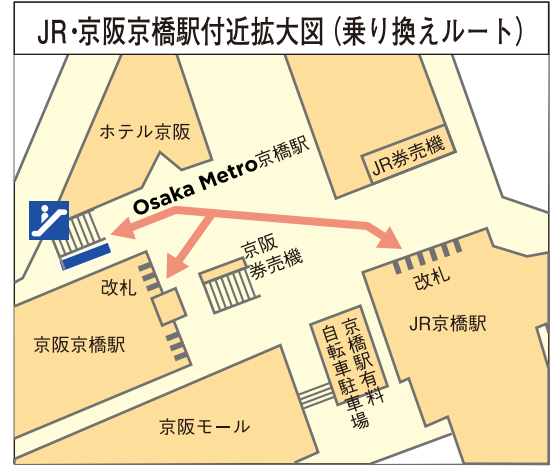 JR・京阪京橋駅付近拡大図（乗り換えルート）
ホテル京阪
JR券売機
Osaka Metro京橋駅
京阪
券売機
改札
改札
京阪京橋駅
JR京橋駅
京橋駅有料
自転車駐車場
京阪モール